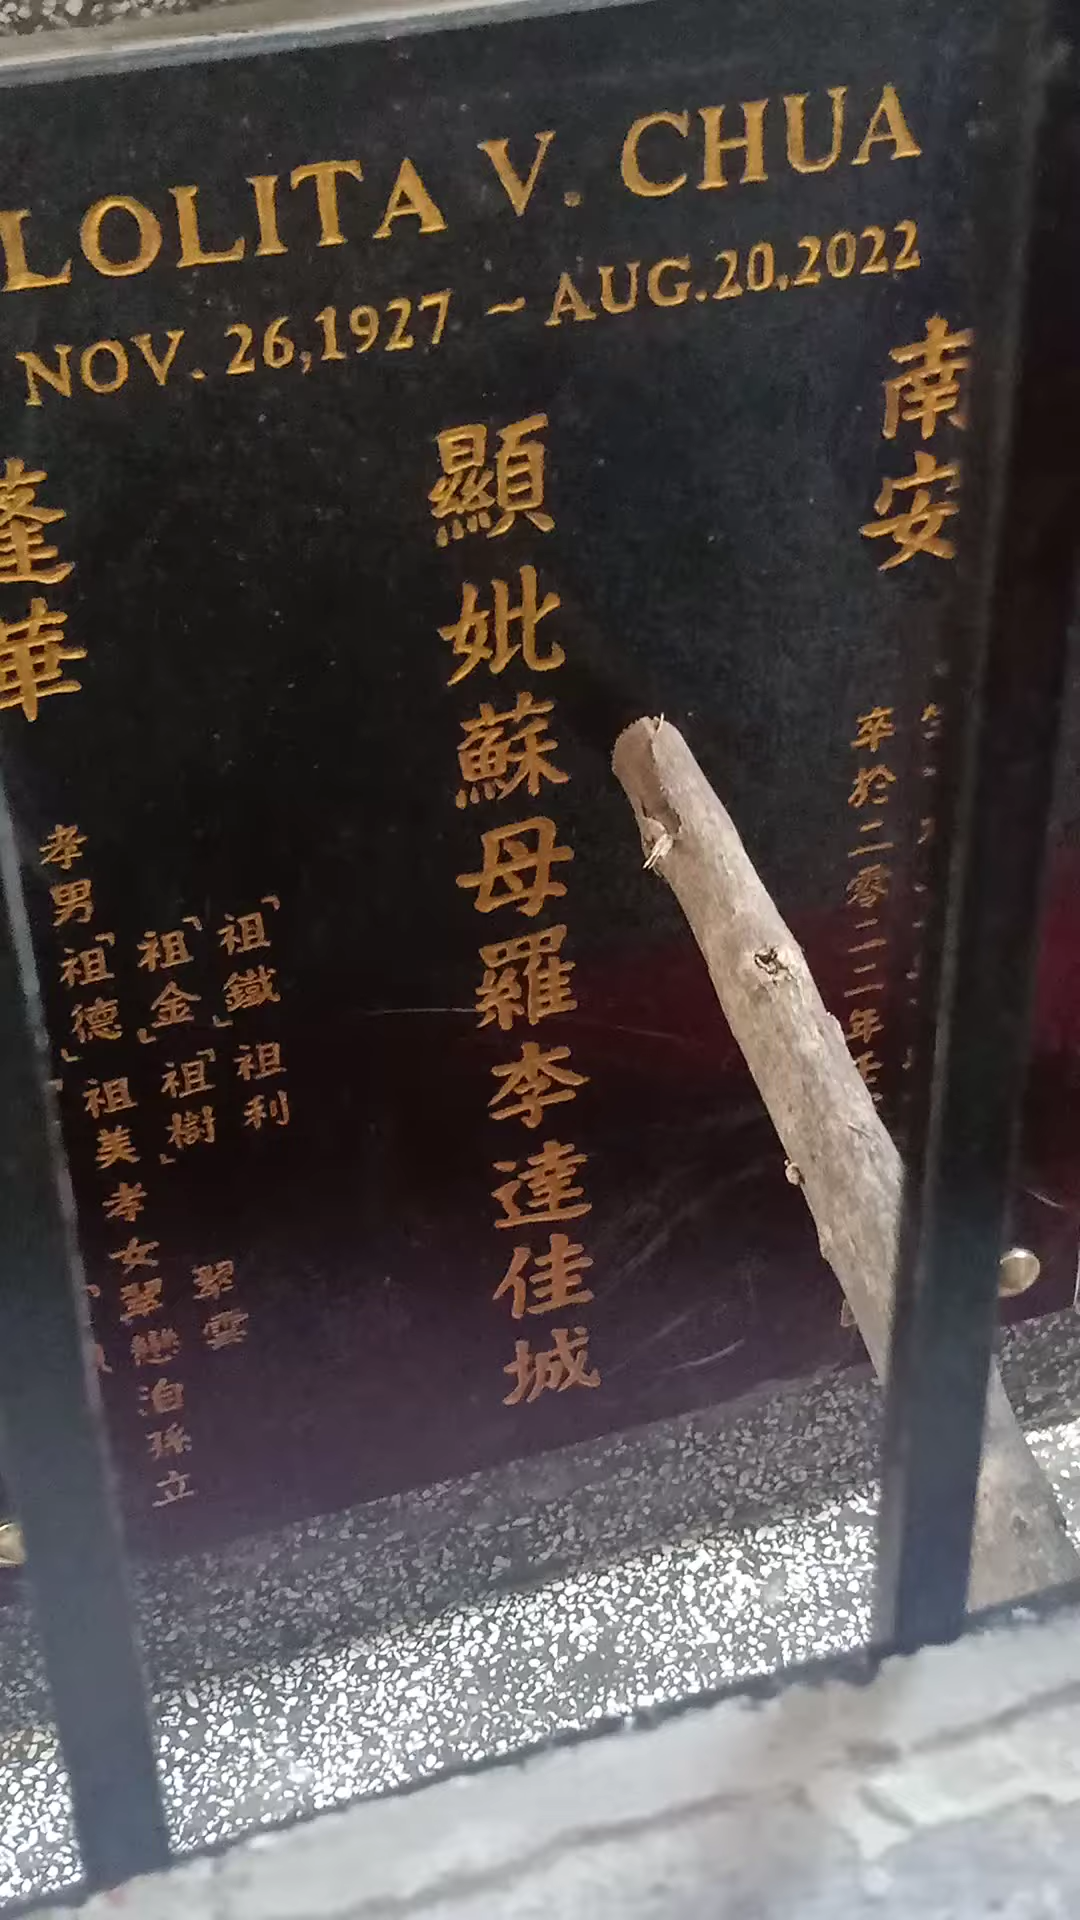 LOLITA V. CHUA
NOV. 26,1927 ~ AUG.20,2022
南安
卒於二零二二年壬
顯妣蘇母羅李達佳城
蓬華
祖鐵 祖利
祖金 祖樹 翠雲
孝男 祖德 祖美 孝女 翠戀 洎孫立